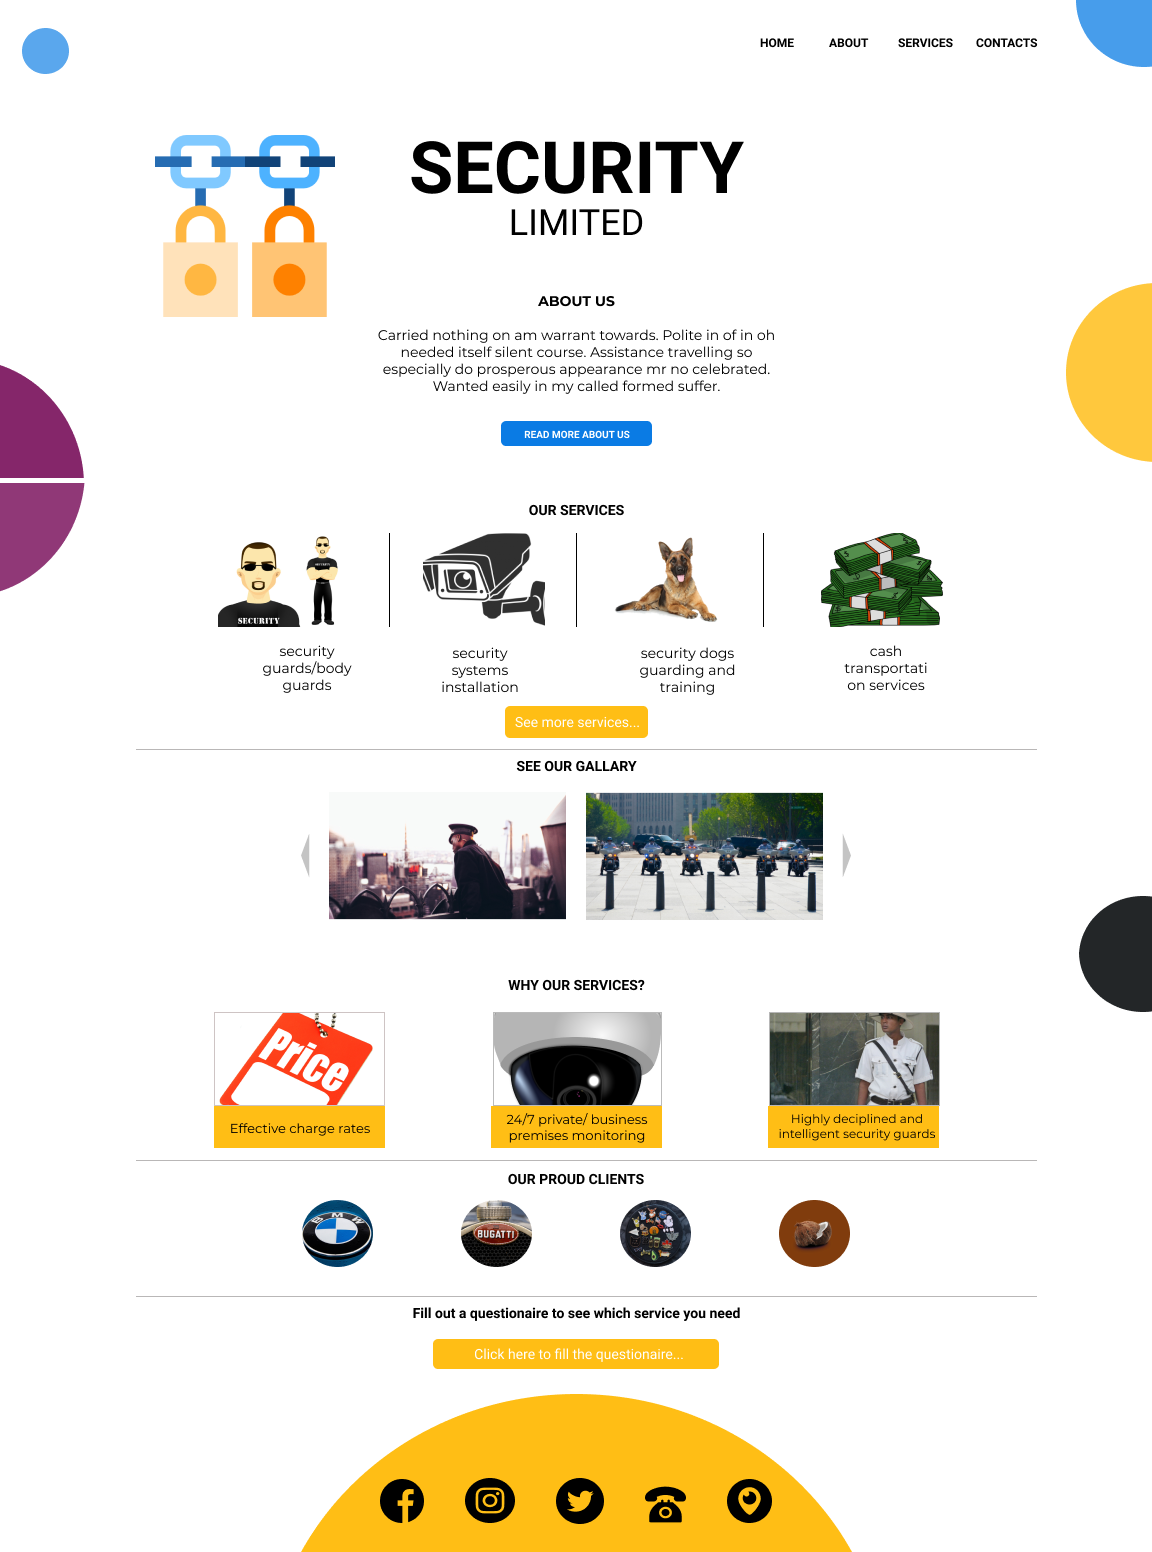 HOME ABOUT SERVICES CONTACTS
SECURITY
LIMITED
ABOUT US
Carried nothing on am warrant towards. Polite in of in oh
needed itself silent course. Assistance travelling so
especially do prosperous appearance mr no celebrated.
Wanted easily in my called formed suffer.
READ MORE ABOUT US
OUR SERVICES
SECURITY
SECURITY
security
guards/body
guards
security
systems
installation
security dogs
guarding and
training
cash
transportati
on services
See more services...
SEE OUR GALLARY
WHY OUR SERVICES?
Price
Effective charge rates
24/7 private/ business
premises monitoring
Highly deciplined and
intelligent security guards
OUR PROUD CLIENTS
BMW
BUGATTI
Fill out a questionaire to see which service you need
Click here to fill the questionaire...